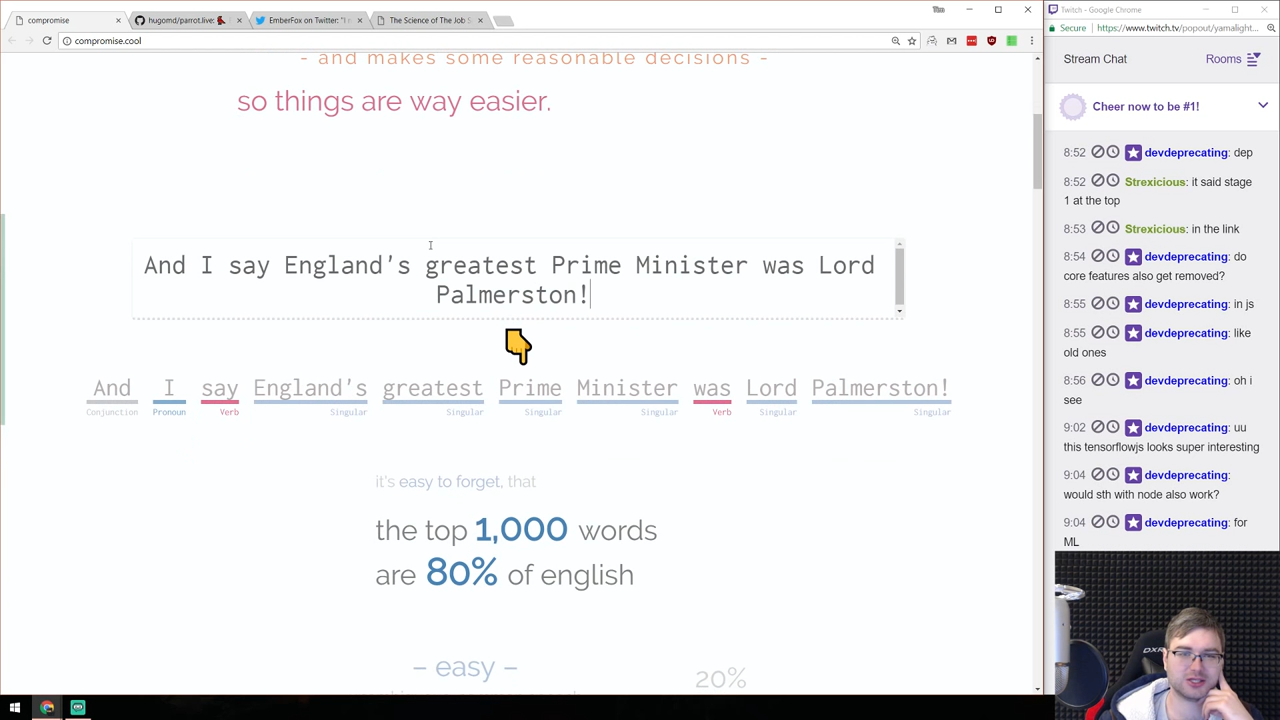 compromise
hugomd/parrot.live:
EmberFox on Twitter: "I
The Science of The Job S
Tim
compromise.cool
- and makes some reasonable decisions -
so things are way easier.
And I say England's greatest Prime Minister was Lord
Palmerston!
And I say England's greatest Prime Minister was Lord Palmerston!
Conjunction Pronoun Verb Singular Singular Singular Singular Verb Singular Singular
it's easy to forget, that
the top 1,000 words
are 80% of english
– easy –
20%
Twitch - Google Chrome
Secure https://www.twitch.tv/popout/yamalight...
Stream Chat
Rooms
Cheer now to be #1!
8:52 devdeprecating: dep
8:52 Strexicious: it said stage
1 at the top
8:53 Strexicious: in the link
8:54 devdeprecating: do
core features also get removed?
8:55 devdeprecating: in js
8:55 devdeprecating: like
old ones
8:56 devdeprecating: oh i
see
9:02 devdeprecating: uu
this tensorflowjs looks super interesting
9:04 devdeprecating:
would sth with node also work?
9:04 devdeprecating: for
ML